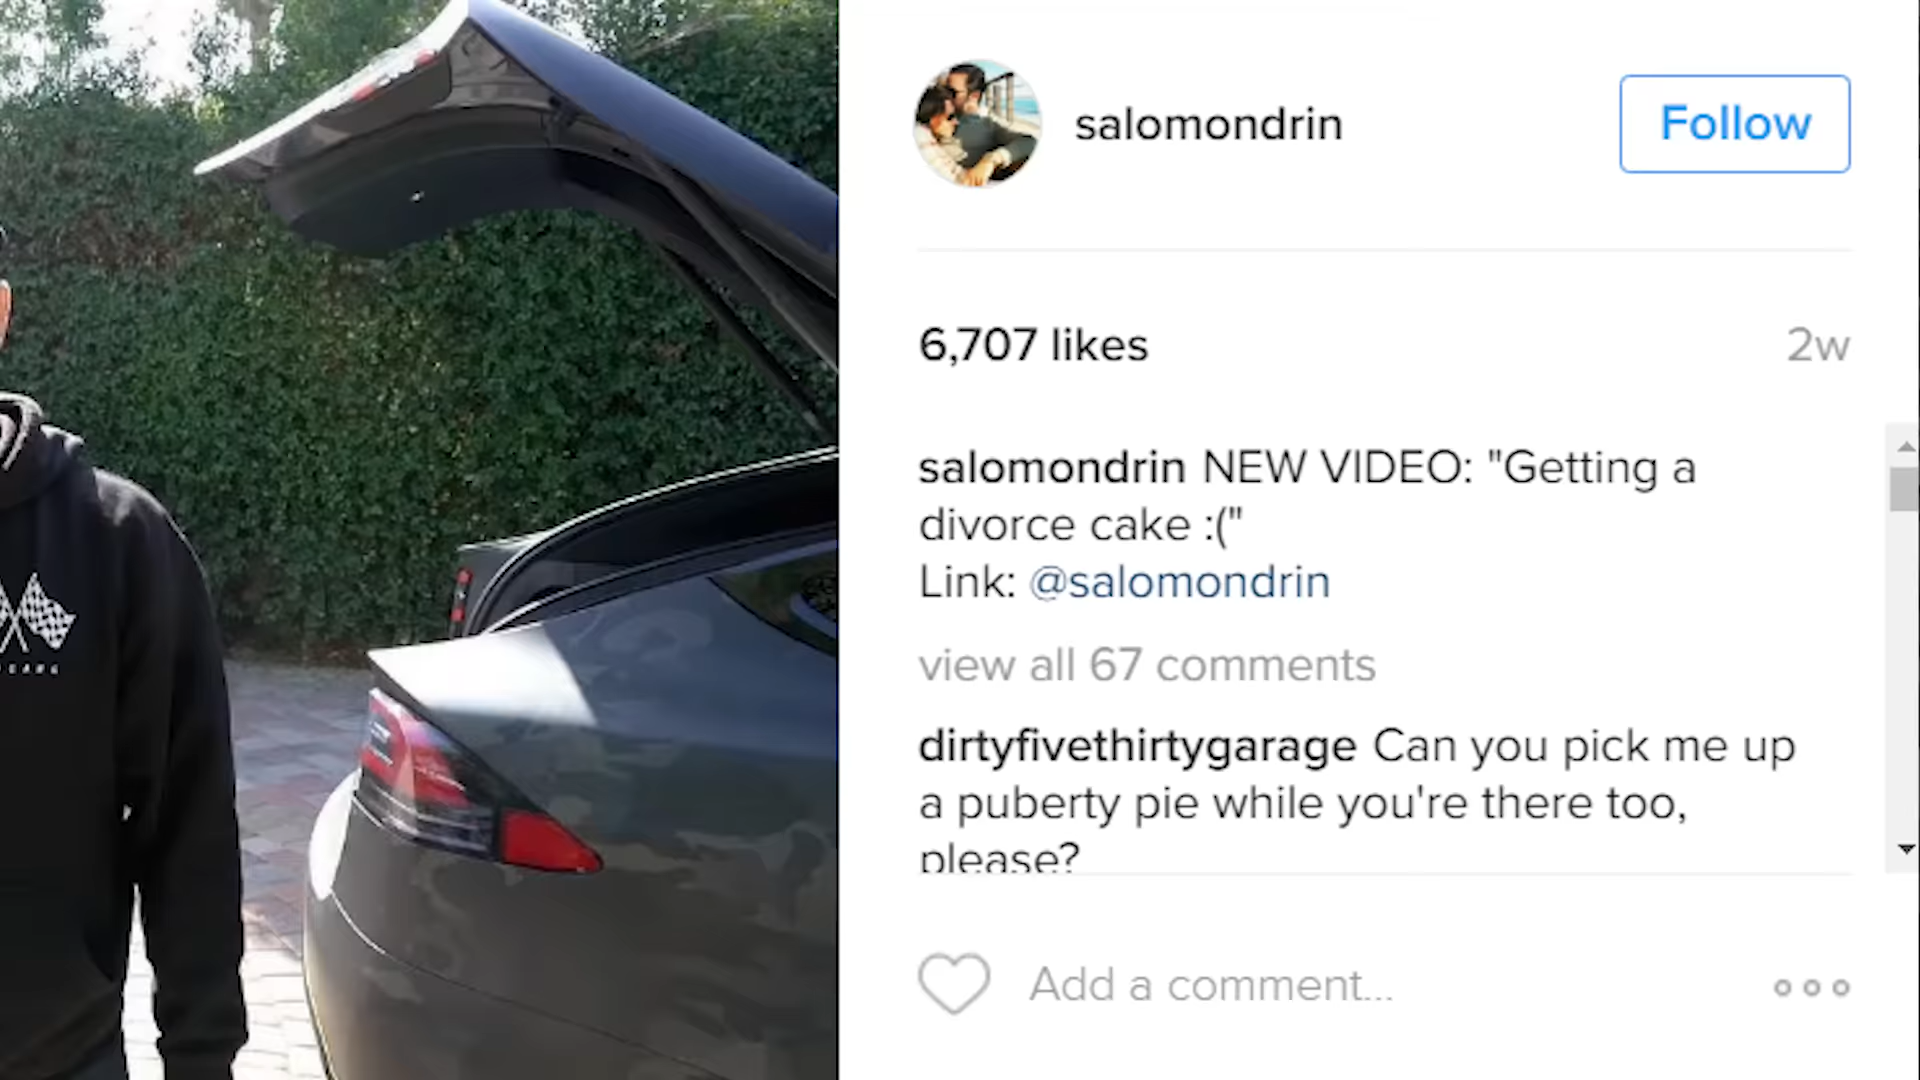 salomondrin
Follow
6,707 likes
2w
salomondrin NEW VIDEO: "Getting a
divorce cake :("
Link: @salomondrin
view all 67 comments
dirtyfivethirtygarage Can you pick me up
a puberty pie while you're there too,
please?
Add a comment...